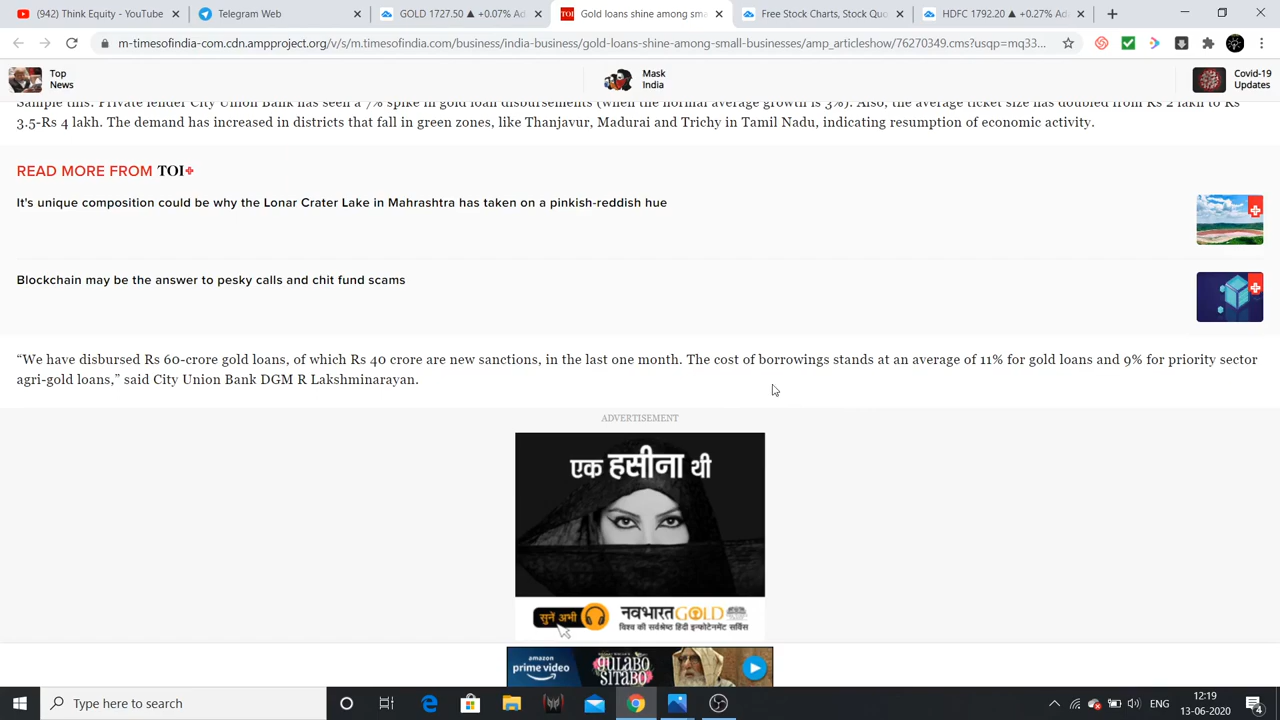 (942) Think Equity - YouTube
Telegram Web
GOLD 1727.50 ▲ +0.07% Ad
Gold loans shine among sma
Free Stock Charts, Stock Quo
HDFC 1792.3 ▲ +0.27% Ad
m-timesofindia-com.cdn.ampproject.org/v/s/m.timesofindia.com/business/india-business/gold-loans-shine-among-small-businesses/amp_articleshow/76270349.cms?usqp=mq33...
Top
News
Mask
India
Covid-19
Updates
Sample this: Private lender City Union Bank has seen a 7% spike in gold loan disbursements (when the normal average growth is 3%). Also, the average ticket size has doubled from Rs 2 lakh to Rs
3.5-Rs 4 lakh. The demand has increased in districts that fall in green zones, like Thanjavur, Madurai and Trichy in Tamil Nadu, indicating resumption of economic activity.
READ MORE FROM TOI+
It's unique composition could be why the Lonar Crater Lake in Mahrashtra has taken on a pinkish-reddish hue
Blockchain may be the answer to pesky calls and chit fund scams
“We have disbursed Rs 60-crore gold loans, of which Rs 40 crore are new sanctions, in the last one month. The cost of borrowings stands at an average of 11% for gold loans and 9% for priority sector
agri-gold loans,” said City Union Bank DGM R Lakshminarayan.
ADVERTISEMENT
एक हसीना थी
सुनें अभी
नवभारत GOLD
विश्व की सर्वश्रेष्ठ हिंदी इन्फोटेनमेंट सर्विस
amazon
prime video
GULABO
SITABO
Type here to search
ENG
12:19
13-06-2020
4